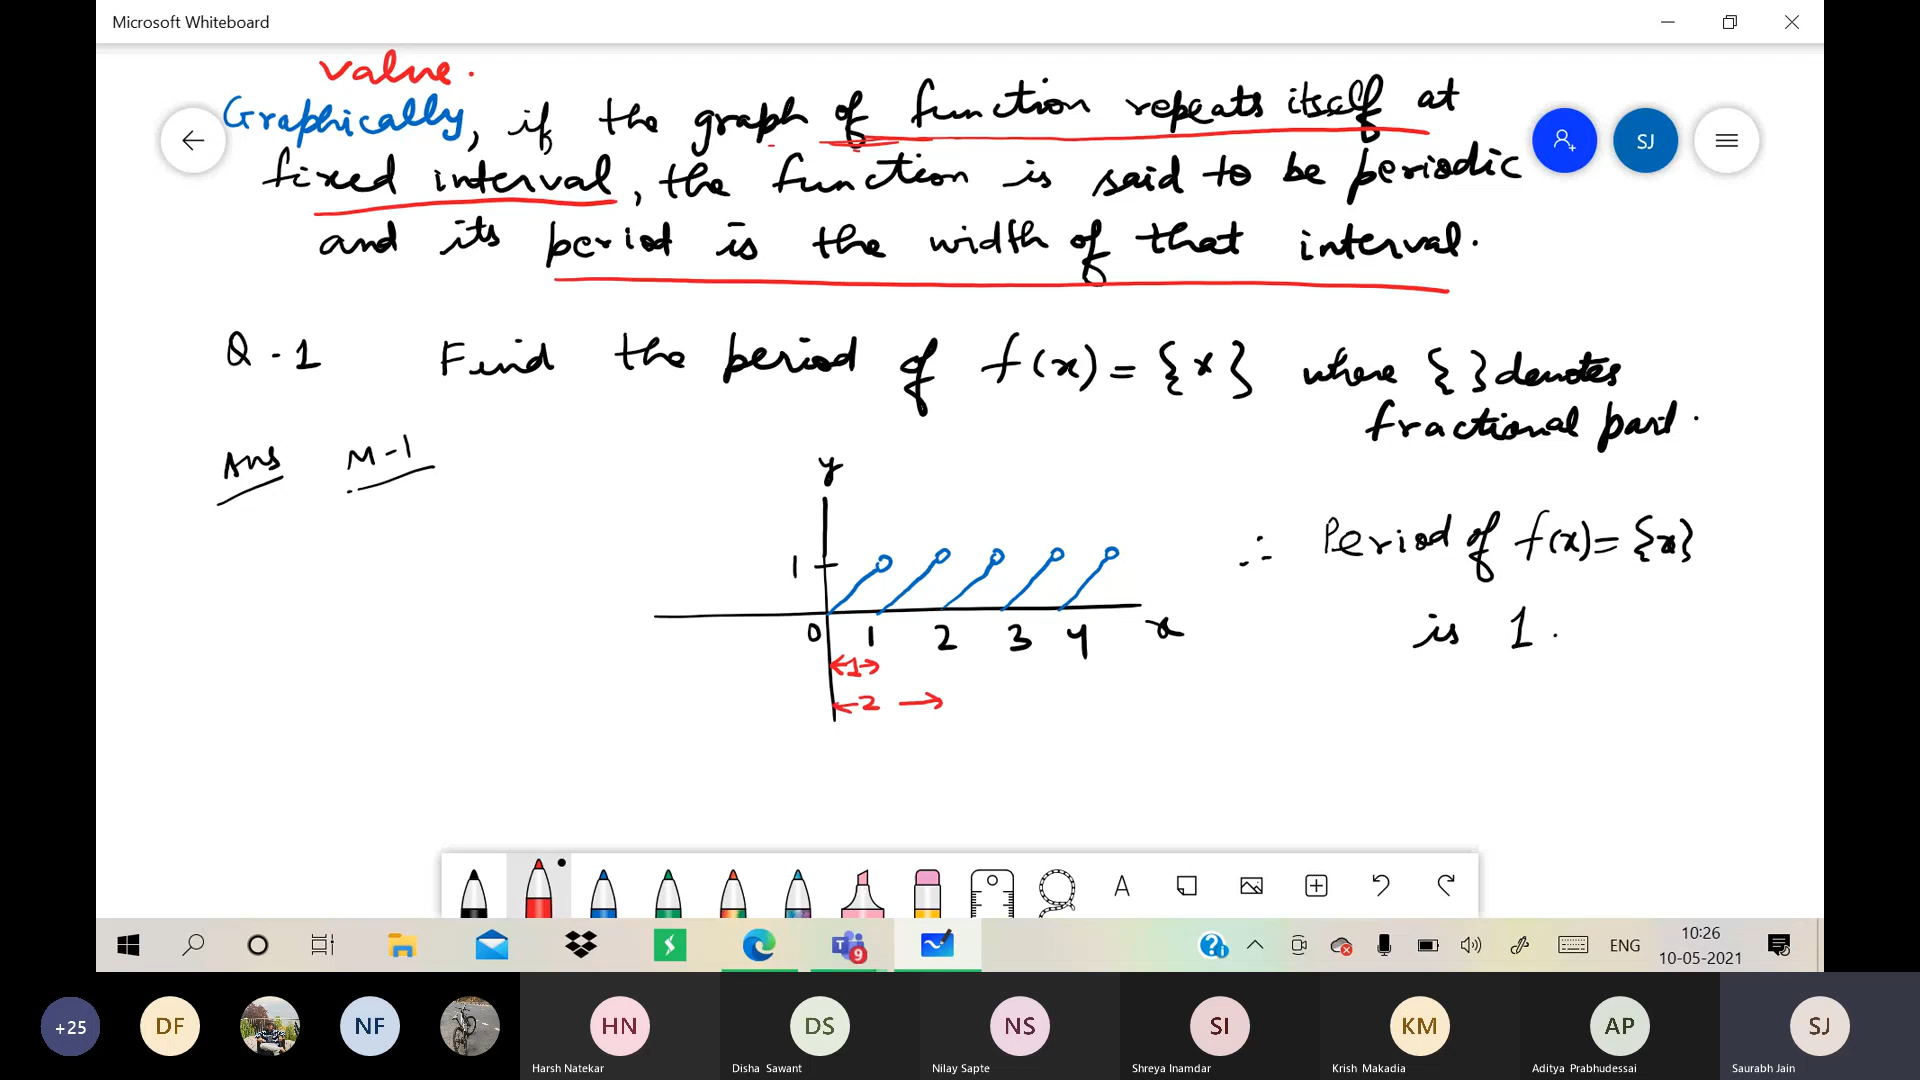 Microsoft Whiteboard
value.
Graphically, if the graph of function repeats itself at
fixed interval, the function is said to be periodic
and its period is the width of that interval.
SJ
Q-1 Find the period of f(x) = {x} where { } denotes
fractional part.
Ans M-1
y
1
0 1 2 3 4 x
1
2
∴ Period of f(x) = {x}
is 1.
A
9
ENG
10:26
10-05-2021
+25
DF
NF
HN
Harsh Natekar
DS
Disha Sawant
NS
Nilay Sapte
SI
Shreya Inamdar
KM
Krish Makadia
AP
Aditya Prabhudessai
SJ
Saurabh Jain